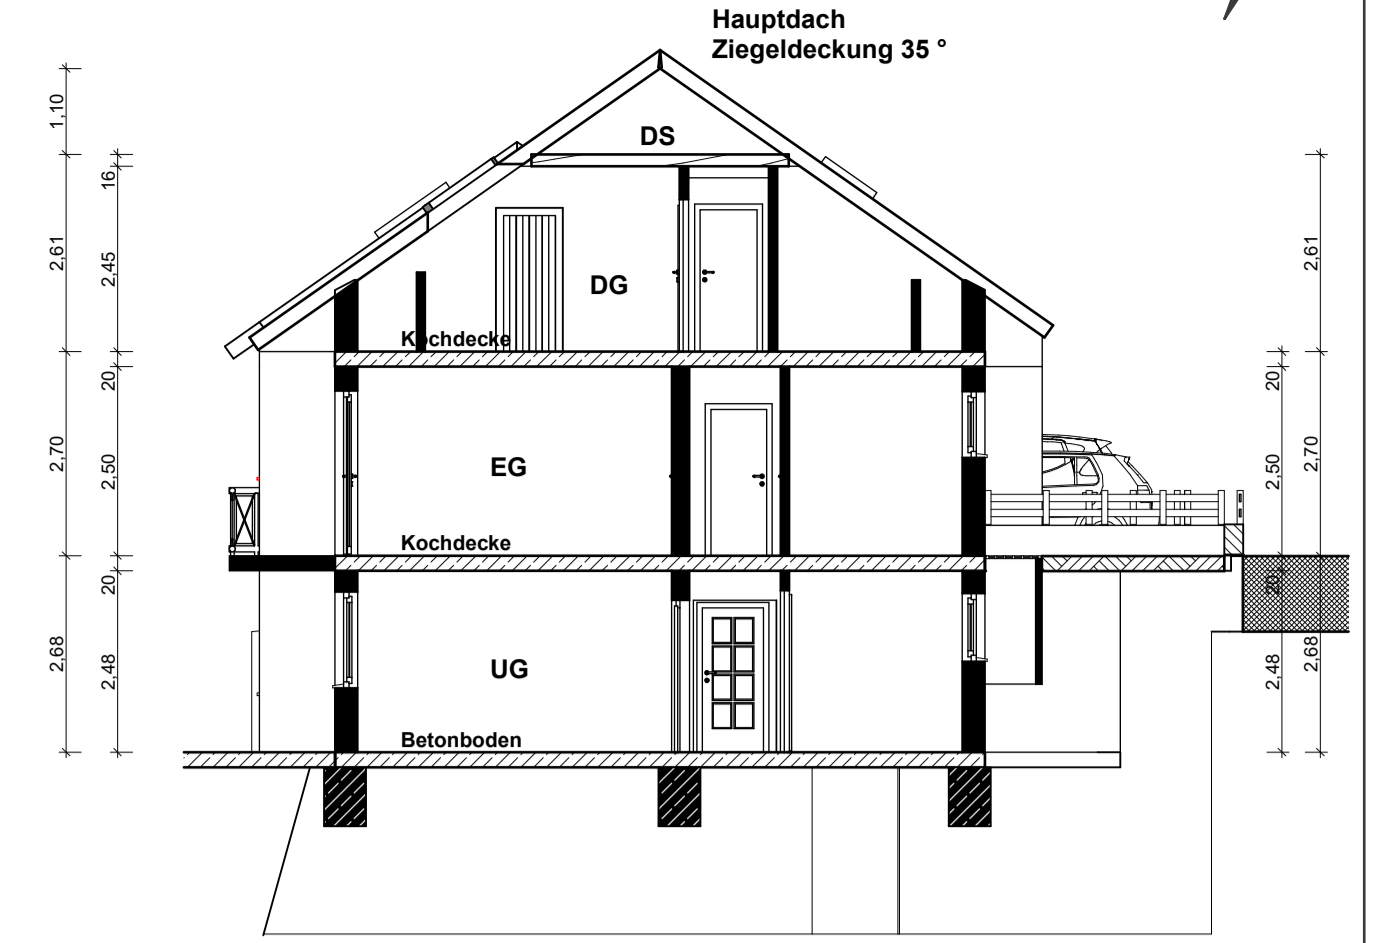 Hauptdach
Ziegeldeckung 35 °
1,10
DS
16
2,61
2,45
2,61
DG
Kochdecke
20
20
2,70
2,50
EG
2,50
2,70
Kochdecke
20
20
2,68
2,48
UG
2,48
2,68
Betonboden